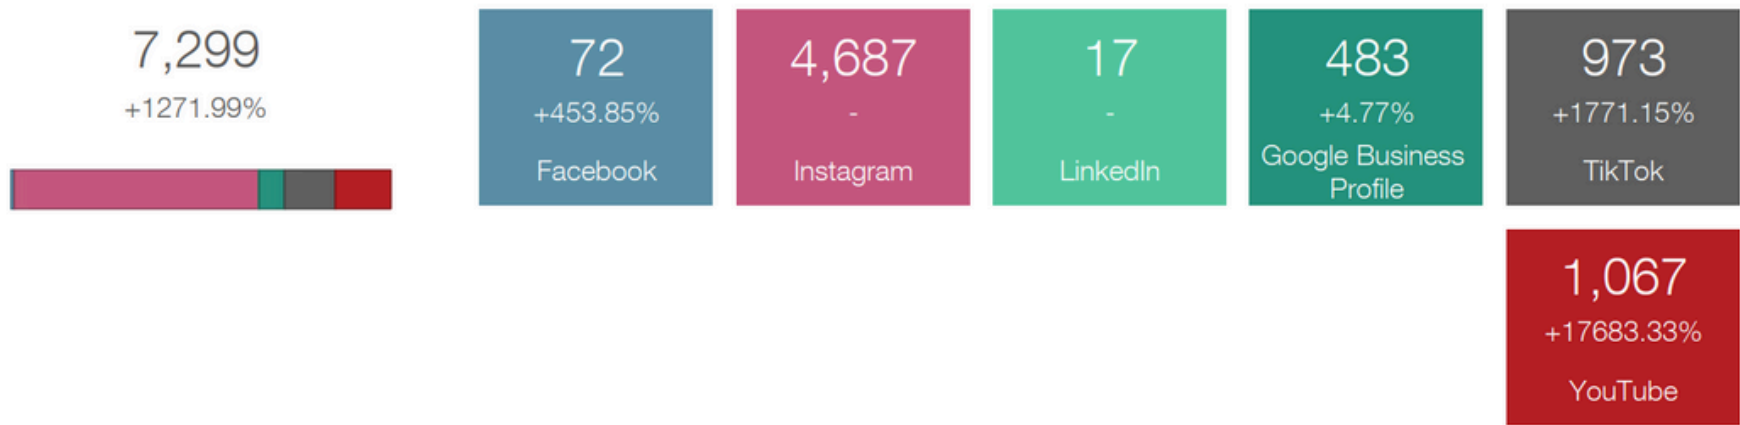 7,299
+1271.99%
72
+453.85%
Facebook
4,687
-
Instagram
17
-
LinkedIn
483
+4.77%
Google Business
Profile
973
+1771.15%
TikTok
1,067
+17683.33%
YouTube